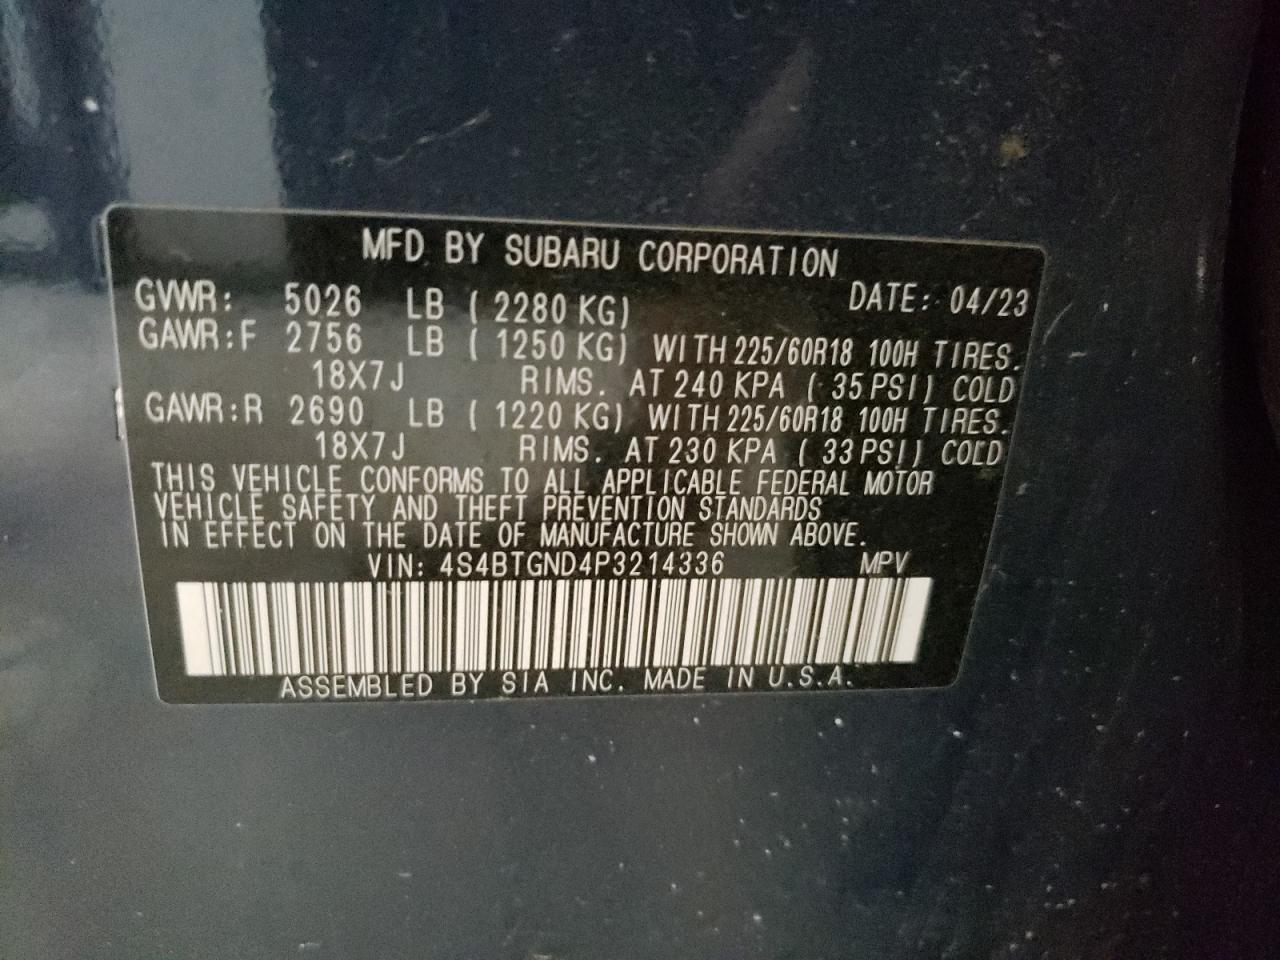 MFD. BY SUBARU CORPORATION
DATE: 04/23
GVWR: 5026 LB ( 2280 KG)
GAWR:F 2756 LB ( 1250 KG) WITH 225/60R18 100H TIRES.
18X7J RIMS. AT 240 KPA ( 35 PSI) COLD
GAWR:R 2690 LB ( 1220 KG) WITH 225/60R18 100H TIRES.
18X7J RIMS. AT 230 KPA ( 33 PSI) COLD
THIS VEHICLE CONFORMS TO ALL APPLICABLE FEDERAL MOTOR
VEHICLE SAFETY AND THEFT PREVENTION STANDARDS
IN EFFECT ON THE DATE OF MANUFACTURE SHOWN ABOVE.
VIN: 4S4BTGND4P3214336 MPV
ASSEMBLED BY SIA INC. MADE IN U.S.A.